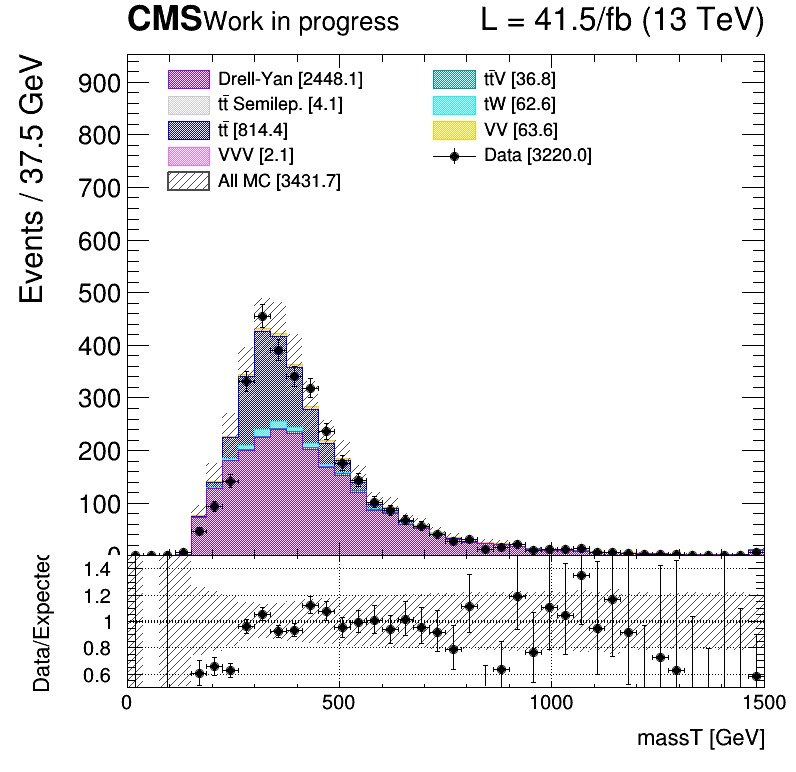 CMS Work in progress L = 41.5/fb (13 TeV)
Events / 37.5 GeV
900
800
700
600
500
400
300
200
100
0
Drell-Yan [2448.1]
tt̄ Semilep. [4.1]
tt̄ [814.4]
VVV [2.1]
All MC [3431.7]
tt̄V [36.8]
tW [62.6]
VV [63.6]
Data [3220.0]
Data/Expected
1.4
1.2
1
0.8
0.6
0 500 1000 1500
massT [GeV]